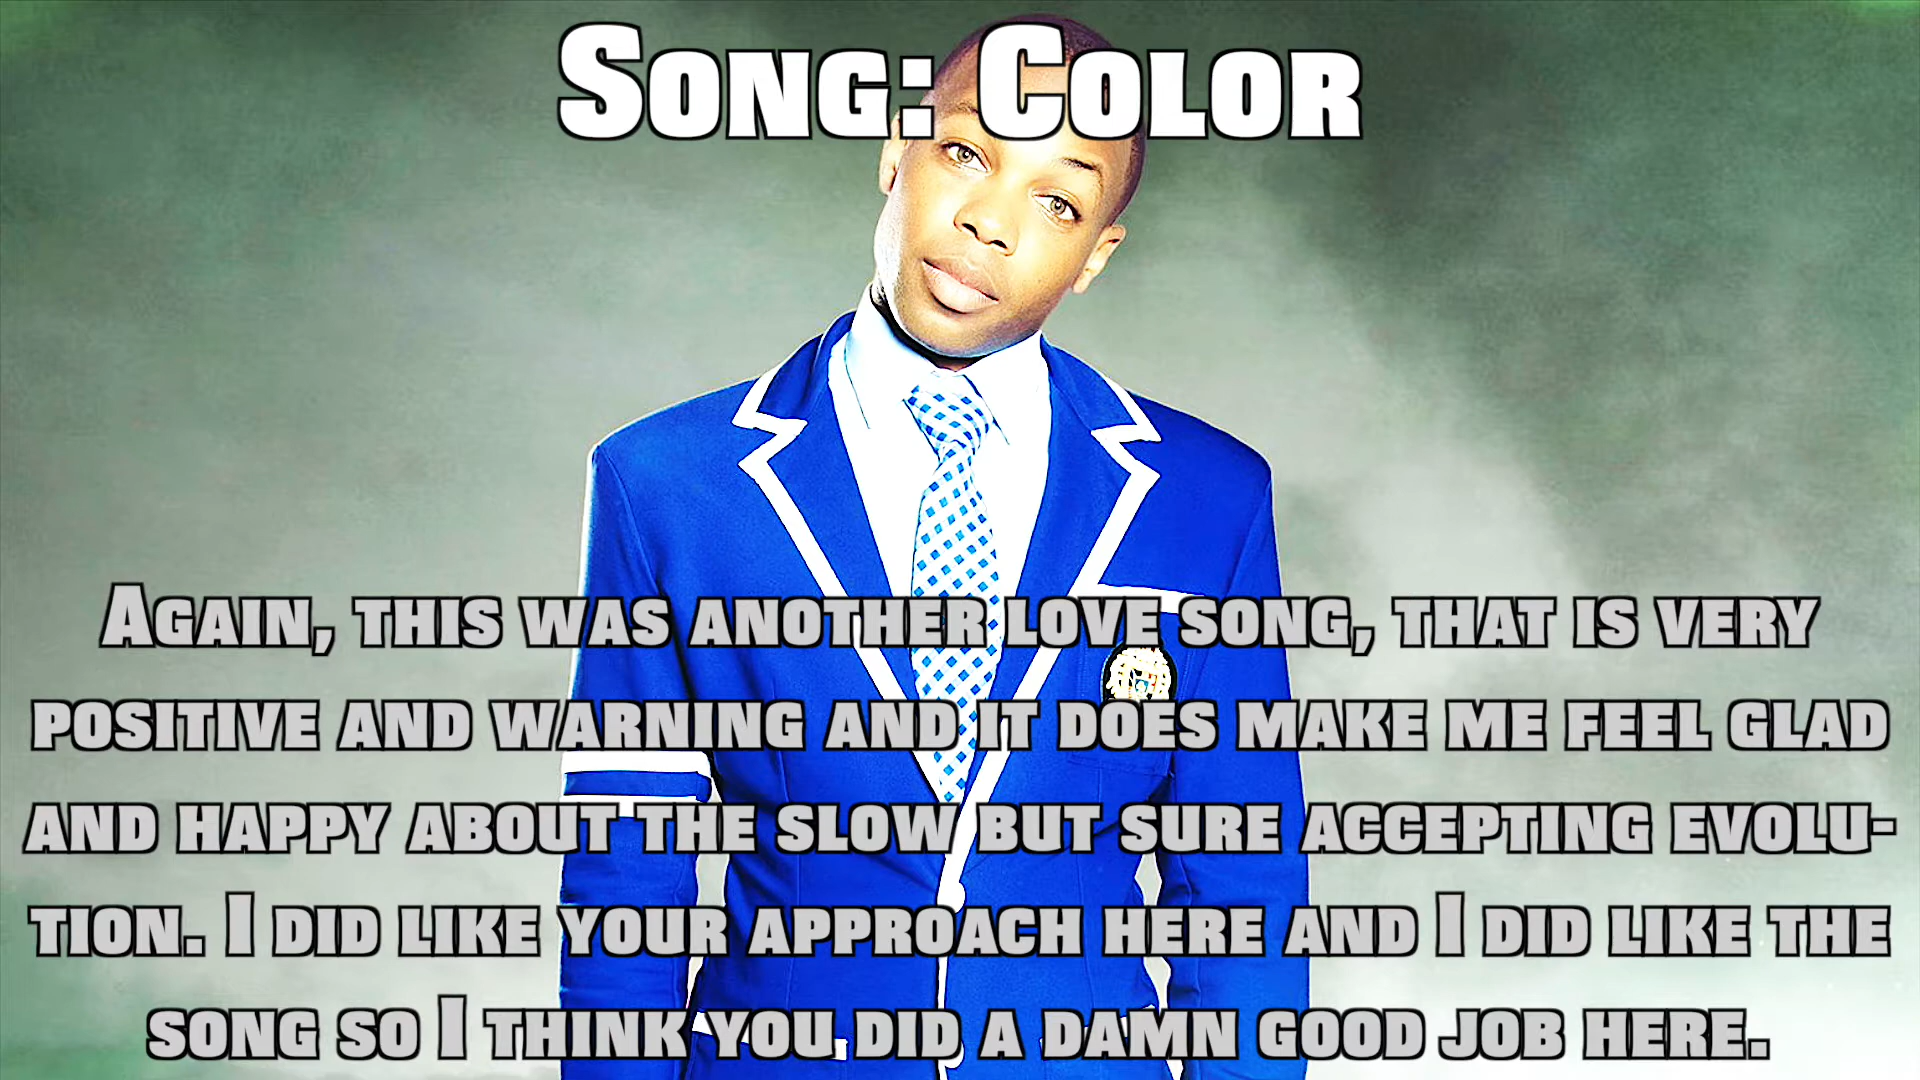 Song: Color
Again, this was another love song, that is very
positive and warning and it does make me feel glad
and happy about the slow but sure accepting evolu-
tion. I did like your approach here and I did like the
song so I think you did a damn good job here.